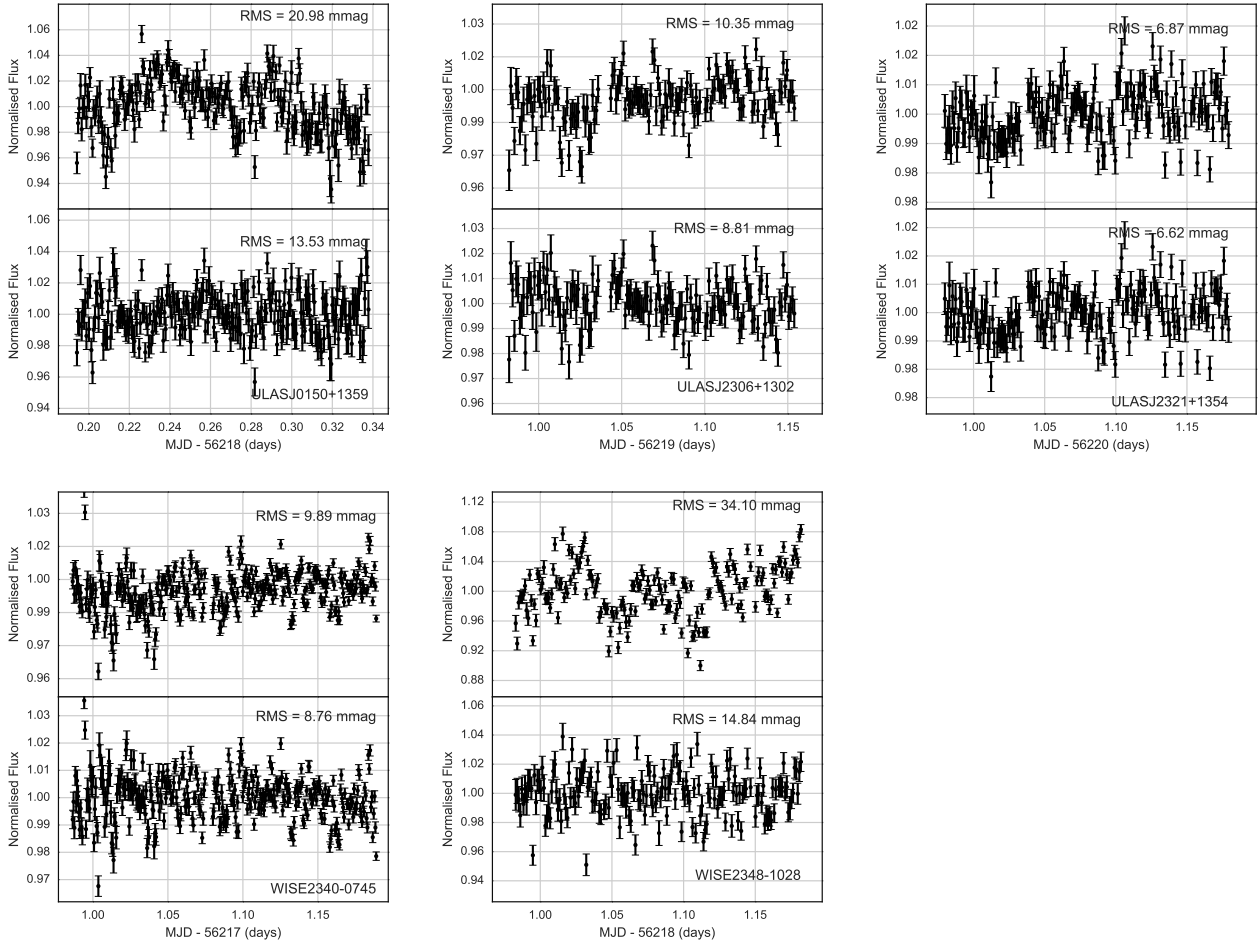 1.06
1.04
1.02
1.00
0.98
0.96
0.94
Normalised Flux
RMS = 20.98 mmag
1.06
1.04
1.02
1.00
0.98
0.96
0.94
Normalised Flux
RMS = 13.53 mmag
ULASJ0150+1359
0.20 0.22 0.24 0.26 0.28 0.30 0.32 0.34
MJD - 56218 (days)
1.03
1.02
1.00
0.99
0.97
0.96
Normalised Flux
RMS = 10.35 mmag
1.03
1.02
1.01
1.00
0.99
0.98
0.97
0.96
Normalised Flux
RMS = 8.81 mmag
ULASJ2306+1302
1.00 1.05 1.10 1.15
MJD - 56219 (days)
1.02
1.01
1.00
0.99
0.98
Normalised Flux
RMS = 6.87 mmag
1.02
1.01
1.00
0.99
0.98
Normalised Flux
RMS = 6.62 mmag
ULASJ2321+1354
1.00 1.05 1.10 1.15
MJD - 56220 (days)
1.03
1.02
1.00
0.99
0.97
0.96
Normalised Flux
RMS = 9.89 mmag
1.03
1.02
1.01
1.00
0.99
0.98
0.97
Normalised Flux
RMS = 8.76 mmag
WISE2340-0745
1.00 1.05 1.10 1.15
MJD - 56217 (days)
1.12
1.08
1.04
1.00
0.96
0.92
0.88
Normalised Flux
RMS = 34.10 mmag
1.06
1.04
1.02
1.00
0.98
0.96
0.94
Normalised Flux
RMS = 14.84 mmag
WISE2348-1028
1.00 1.05 1.10 1.15
MJD - 56218 (days)